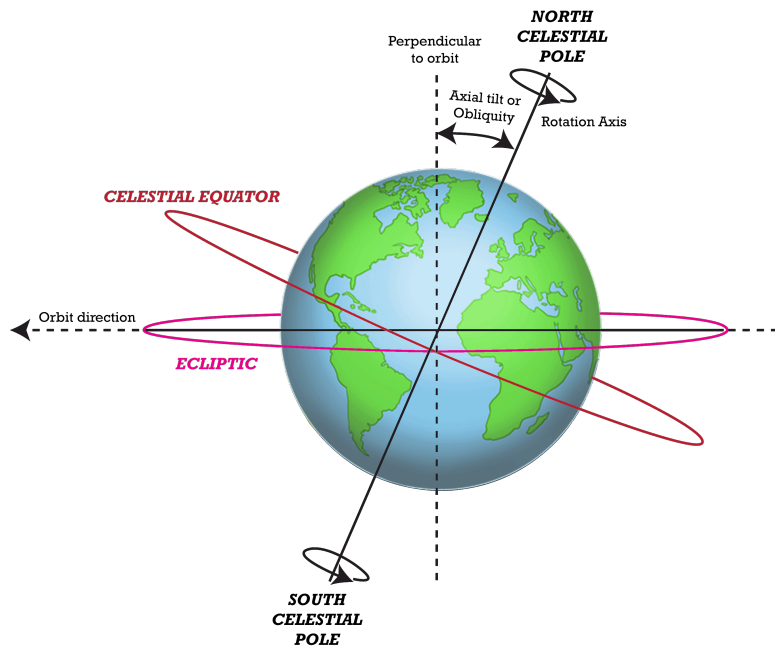 NORTH
CELESTIAL
POLE
Perpendicular
to orbit
Axial tilt or
Obliquity
Rotation Axis
CELESTIAL EQUATOR
Orbit direction
ECLIPTIC
SOUTH
CELESTIAL
POLE